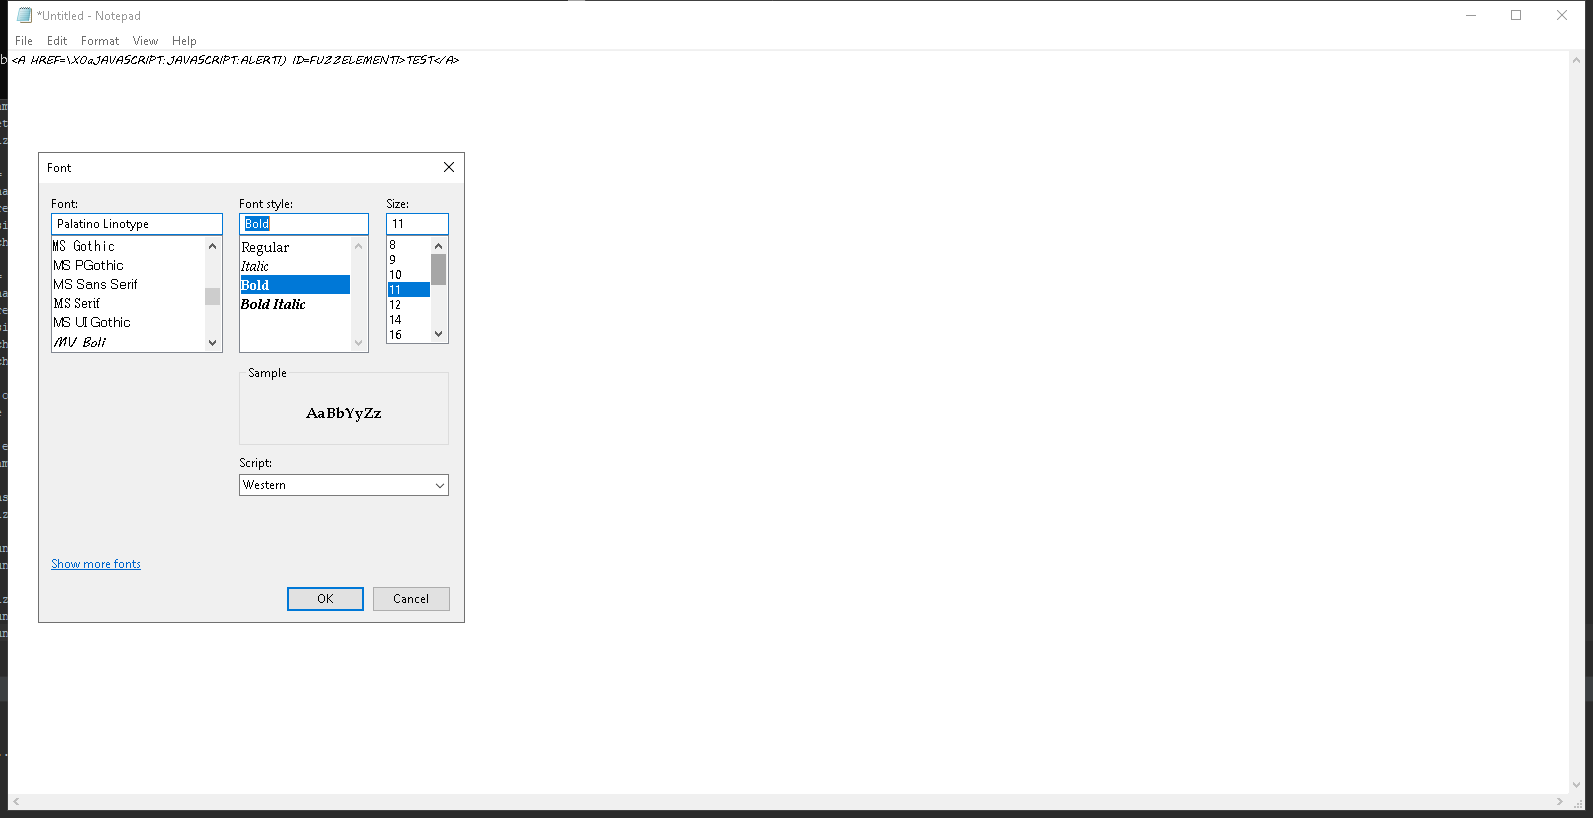 *Untitled - Notepad
File Edit Format View Help
<A HREF=\X0aJAVASCRIPT:JAVASCRIPT:ALERT1) ID=FUZZELEMENT1>TEST</A>
Font
Font: Font style: Size:
Palatino Linotype Bold 11
MS Gothic
MS PGothic
MS Sans Serif
MS Serif
MS UI Gothic
MV Boli
Regular
Italic
Bold
Bold Italic
8
9
10
11
12
14
16
Sample
AaBbYyZz
Script:
Western
Show more fonts
OK Cancel